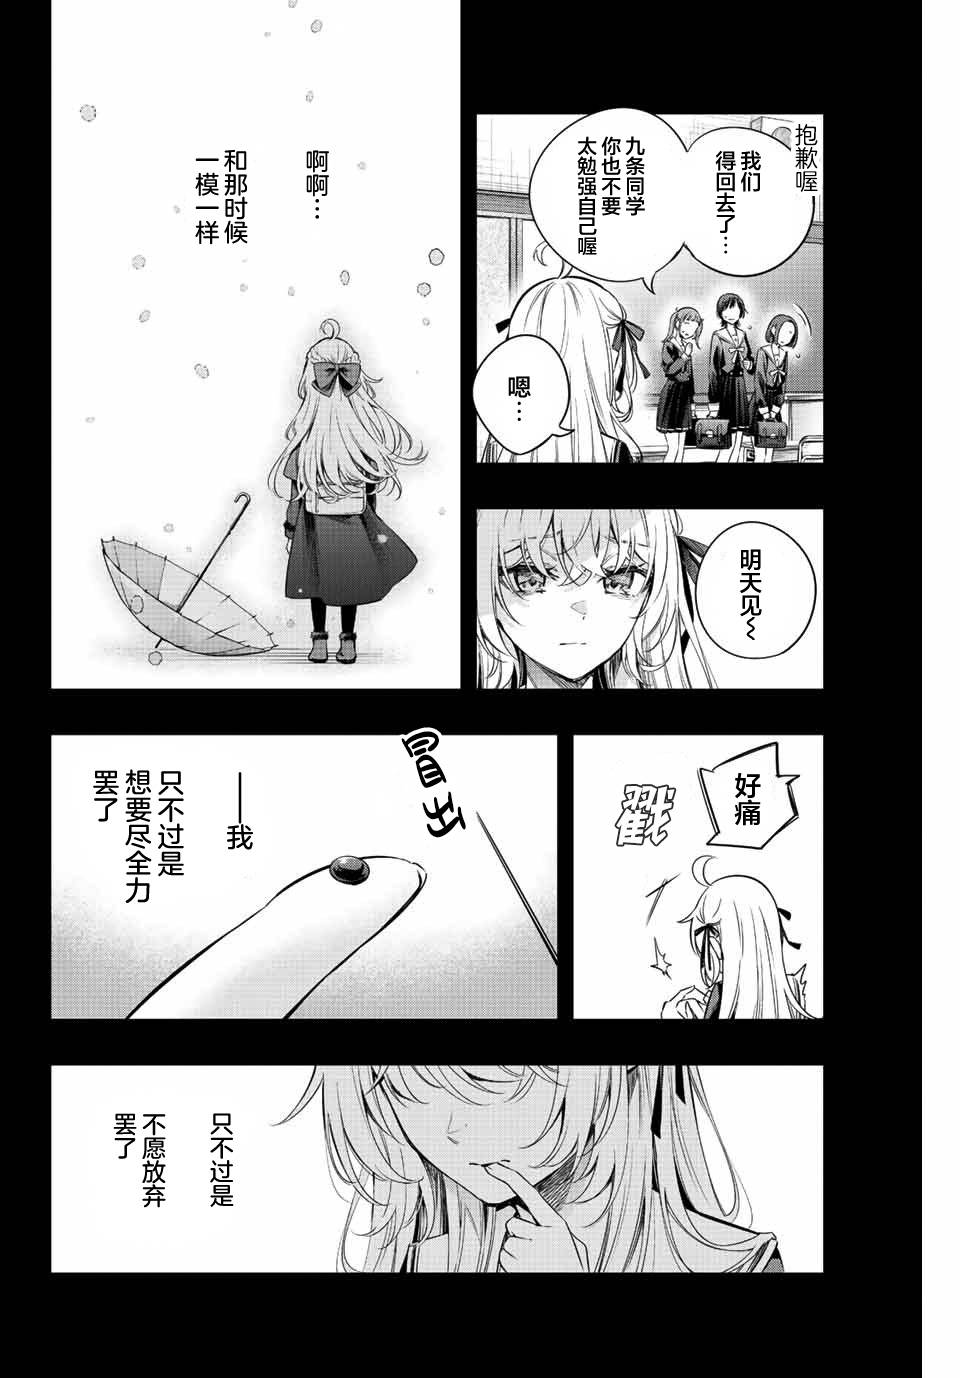 抱歉喔
我们
得回去了…
九条同学
你也不要
太勉强自己喔
嗯…
明天见～
啊啊…
和那时候
一模一样
好痛
戳
冒出
——我
只不过是
想要尽全力
罢了
只不过是
不愿放弃
罢了